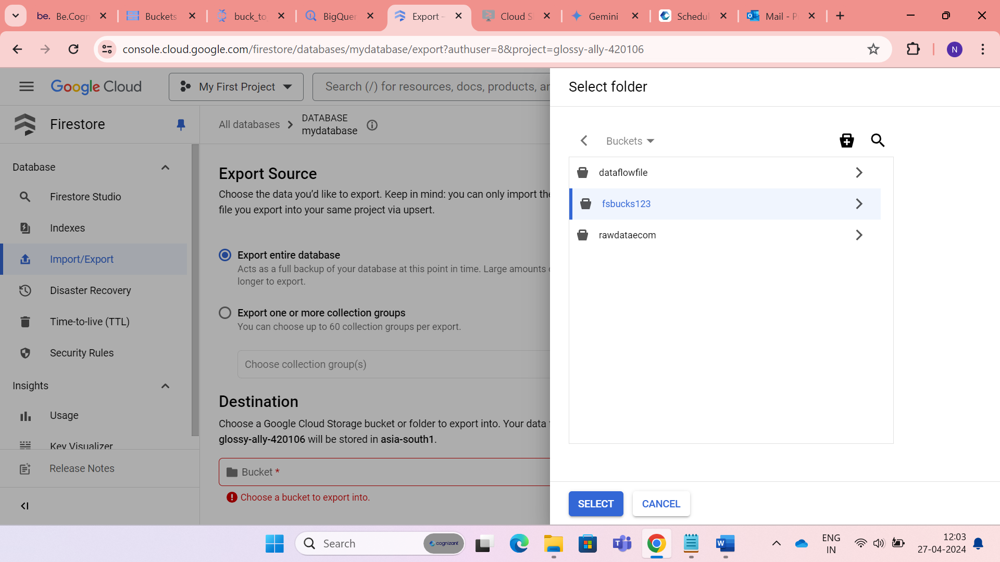 be. Be.Cogn
Buckets
buck_to_
BigQuer
Export -
Cloud S
Gemini
Schedul
Mail - P
console.cloud.google.com/firestore/databases/mydatabase/export?authuser=8&project=glossy-ally-420106
N
Google Cloud
My First Project
Search (/) for resources, docs, products, an
Firestore
All databases
DATABASE
mydatabase
Database
Firestore Studio
Indexes
Import/Export
Disaster Recovery
Time-to-live (TTL)
Security Rules
Insights
Usage
Key Visualizer
Release Notes
Export Source
Choose the data you’d like to export. Keep in mind: you can only import the
file you export into your same project via upsert.
Export entire database
Acts as a full backup of your database at this point in time. Large amounts
longer to export.
Export one or more collection groups
You can choose up to 60 collection groups per export.
Choose collection group(s)
Destination
Choose a Google Cloud Storage bucket or folder to export into. Your data
glossy-ally-420106 will be stored in asia-south1.
Bucket *
Choose a bucket to export into.
Select folder
Buckets
dataflowfile
fsbucks123
rawdataecom
SELECT
CANCEL
Search
cognizant
ENG
IN
12:03
27-04-2024